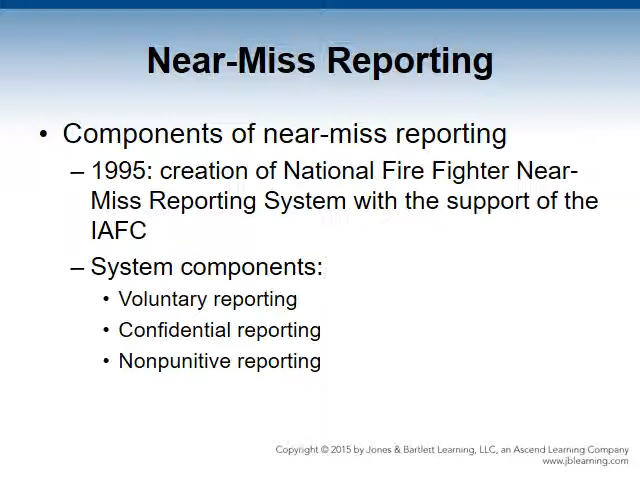 Near-Miss Reporting
• Components of near-miss reporting
– 1995: creation of National Fire Fighter Near-
Miss Reporting System with the support of the
IAFC
– System components:
• Voluntary reporting
• Confidential reporting
• Nonpunitive reporting
Copyright © 2015 by Jones & Bartlett Learning, LLC, an Ascend Learning Company
www.jblearning.com